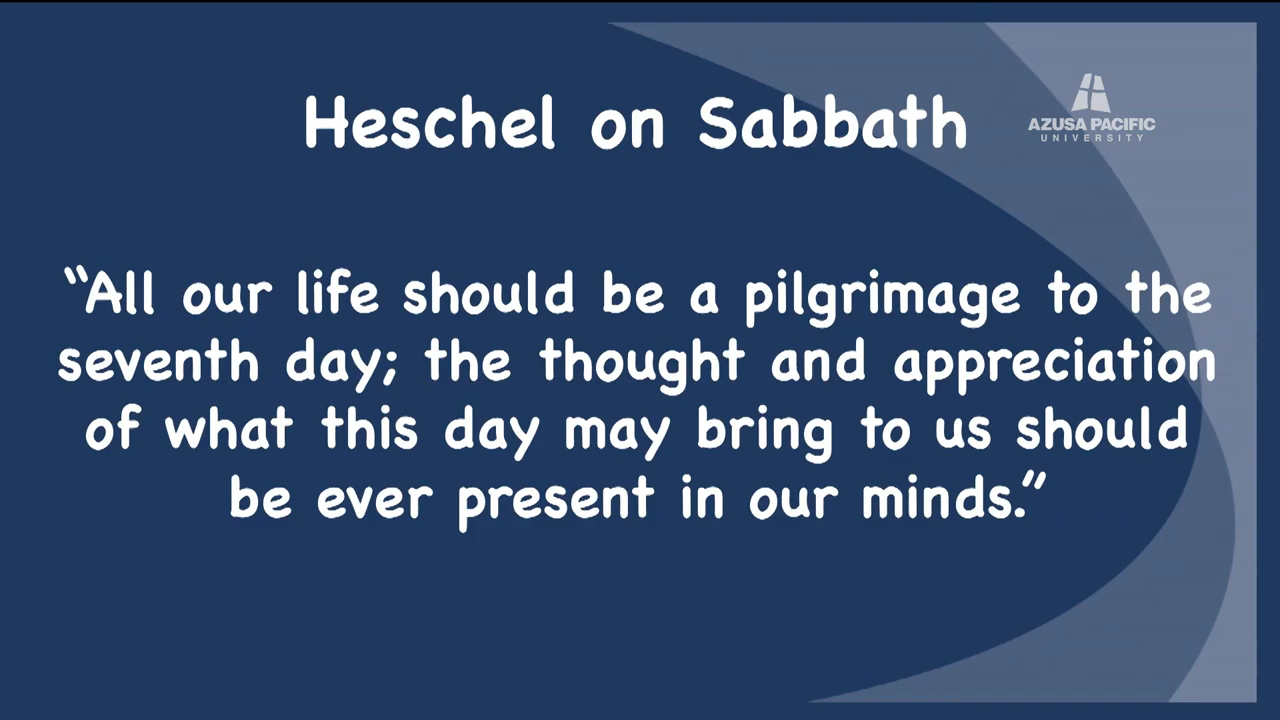 Heschel on Sabbath
AZUSA PACIFIC
UNIVERSITY
“All our life should be a pilgrimage to the
seventh day; the thought and appreciation
of what this day may bring to us should
be ever present in our minds.”